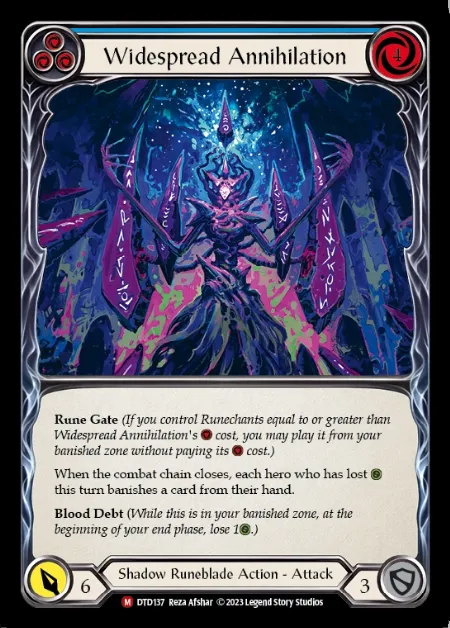 Widespread Annihilation
4
Rune Gate (If you control Runechants equal to or greater than
Widespread Annihilation's cost, you may play it from your
banished zone without paying its cost.)
When the combat chain closes, each hero who has lost
this turn banishes a card from their hand.
Blood Debt (While this is in your banished zone, at the
beginning of your end phase, lose 1.)
6
Shadow Runeblade Action - Attack
3
M DTD137 Reza Afshar © 2023 Legend Story Studios